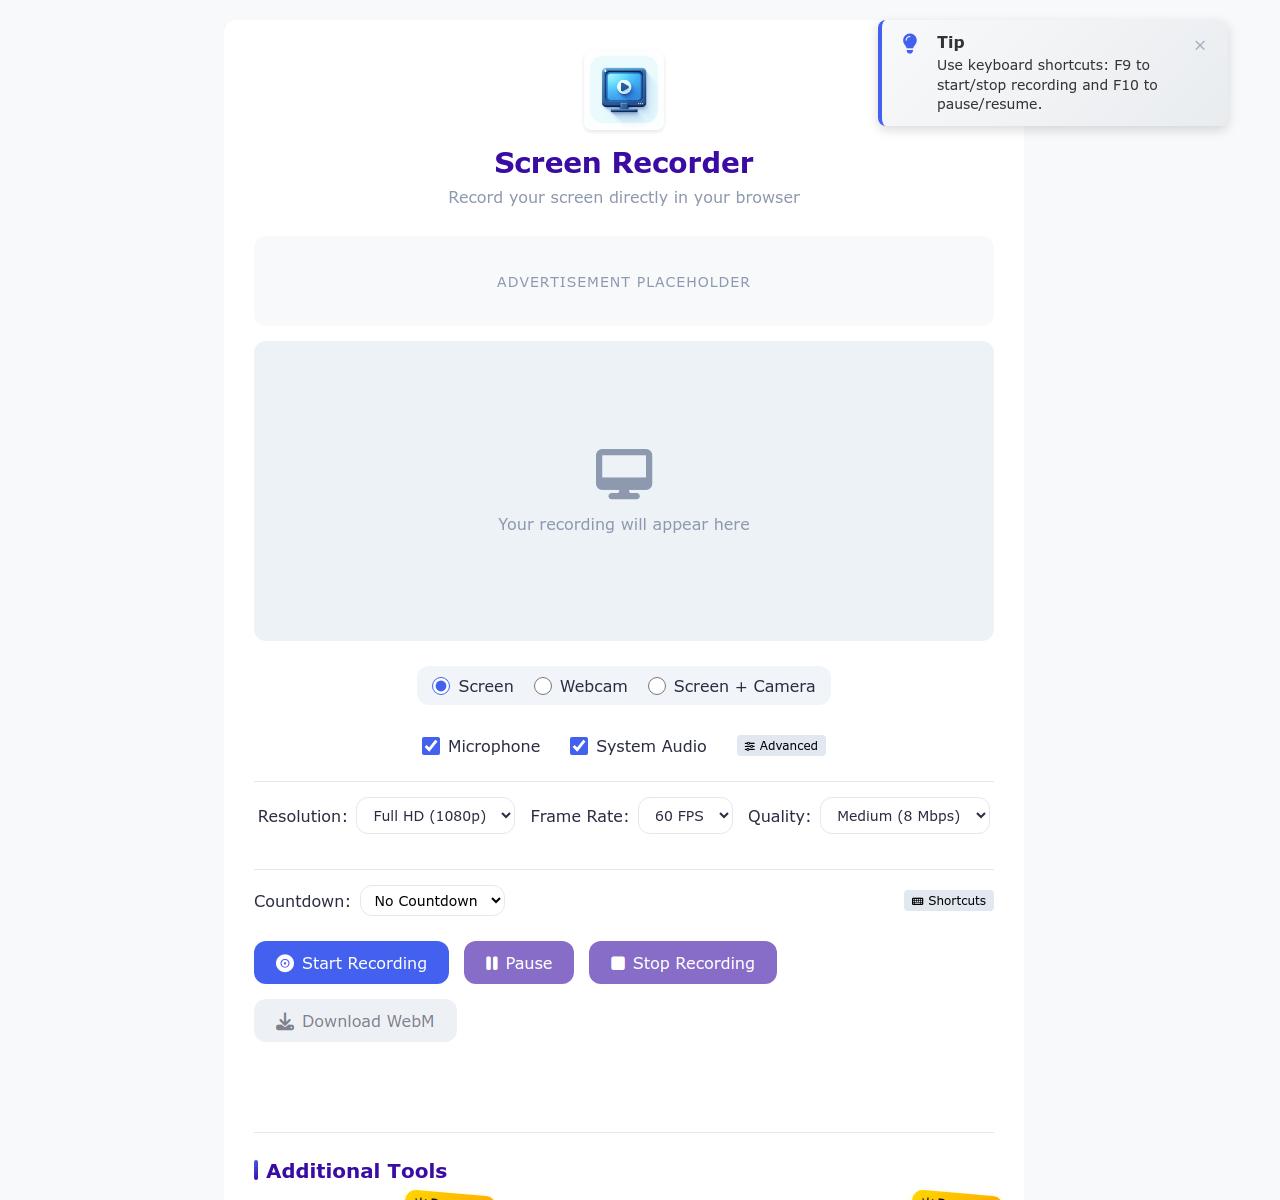 Tip
Use keyboard shortcuts: F9 to
start/stop recording and F10 to
pause/resume.
Screen Recorder
Record your screen directly in your browser
ADVERTISEMENT PLACEHOLDER
Your recording will appear here
Screen Webcam Screen + Camera
Microphone System Audio Advanced
Resolution: Full HD (1080p) Frame Rate: 60 FPS Quality: Medium (8 Mbps)
Countdown: No Countdown Shortcuts
Start Recording Pause Stop Recording
Download WebM
Additional Tools